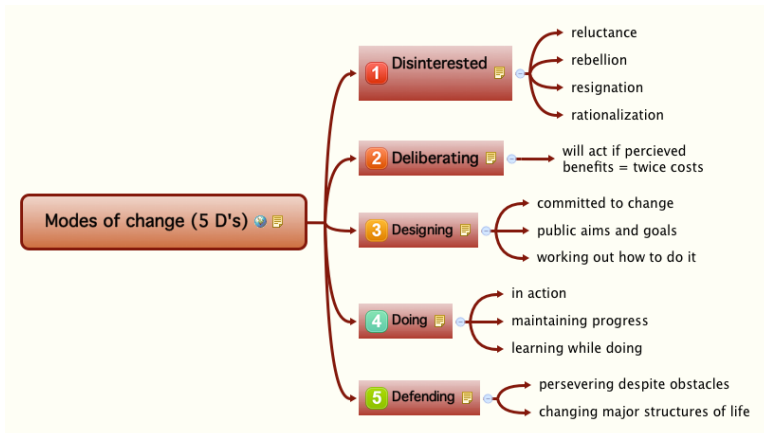 Modes of change (5 D's)
1 Disinterested
reluctance
rebellion
resignation
rationalization
2 Deliberating
will act if percieved
benefits = twice costs
3 Designing
committed to change
public aims and goals
working out how to do it
4 Doing
in action
maintaining progress
learning while doing
5 Defending
persevering despite obstacles
changing major structures of life